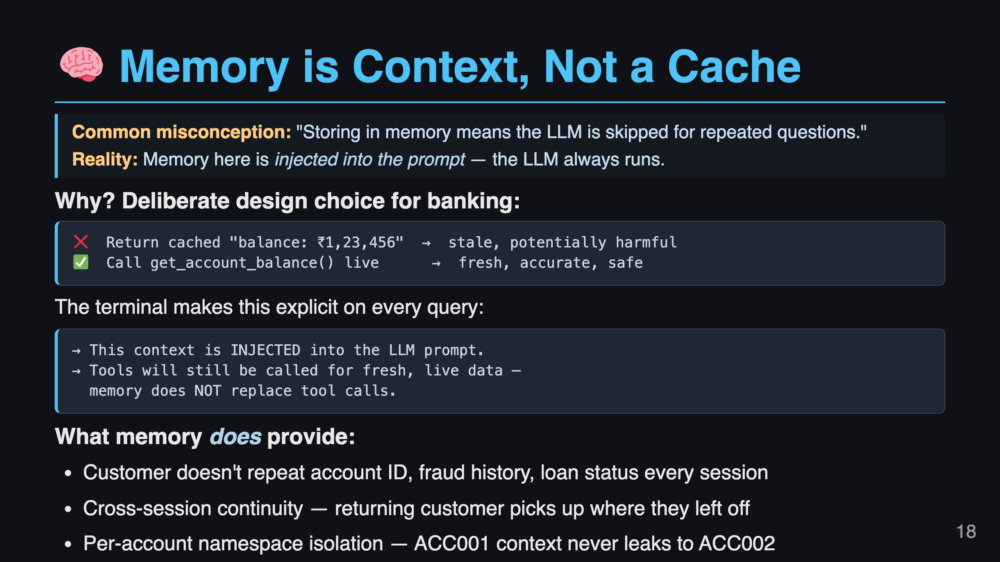 🧠 Memory is Context, Not a Cache
Common misconception: "Storing in memory means the LLM is skipped for repeated questions."
Reality: Memory here is injected into the prompt — the LLM always runs.
Why? Deliberate design choice for banking:
❌ Return cached "balance: ₹1,23,456" → stale, potentially harmful
✅ Call get_account_balance() live → fresh, accurate, safe
The terminal makes this explicit on every query:
→ This context is INJECTED into the LLM prompt.
→ Tools will still be called for fresh, live data —
memory does NOT replace tool calls.
What memory does provide:
• Customer doesn't repeat account ID, fraud history, loan status every session
• Cross-session continuity — returning customer picks up where they left off
• Per-account namespace isolation — ACC001 context never leaks to ACC002
18